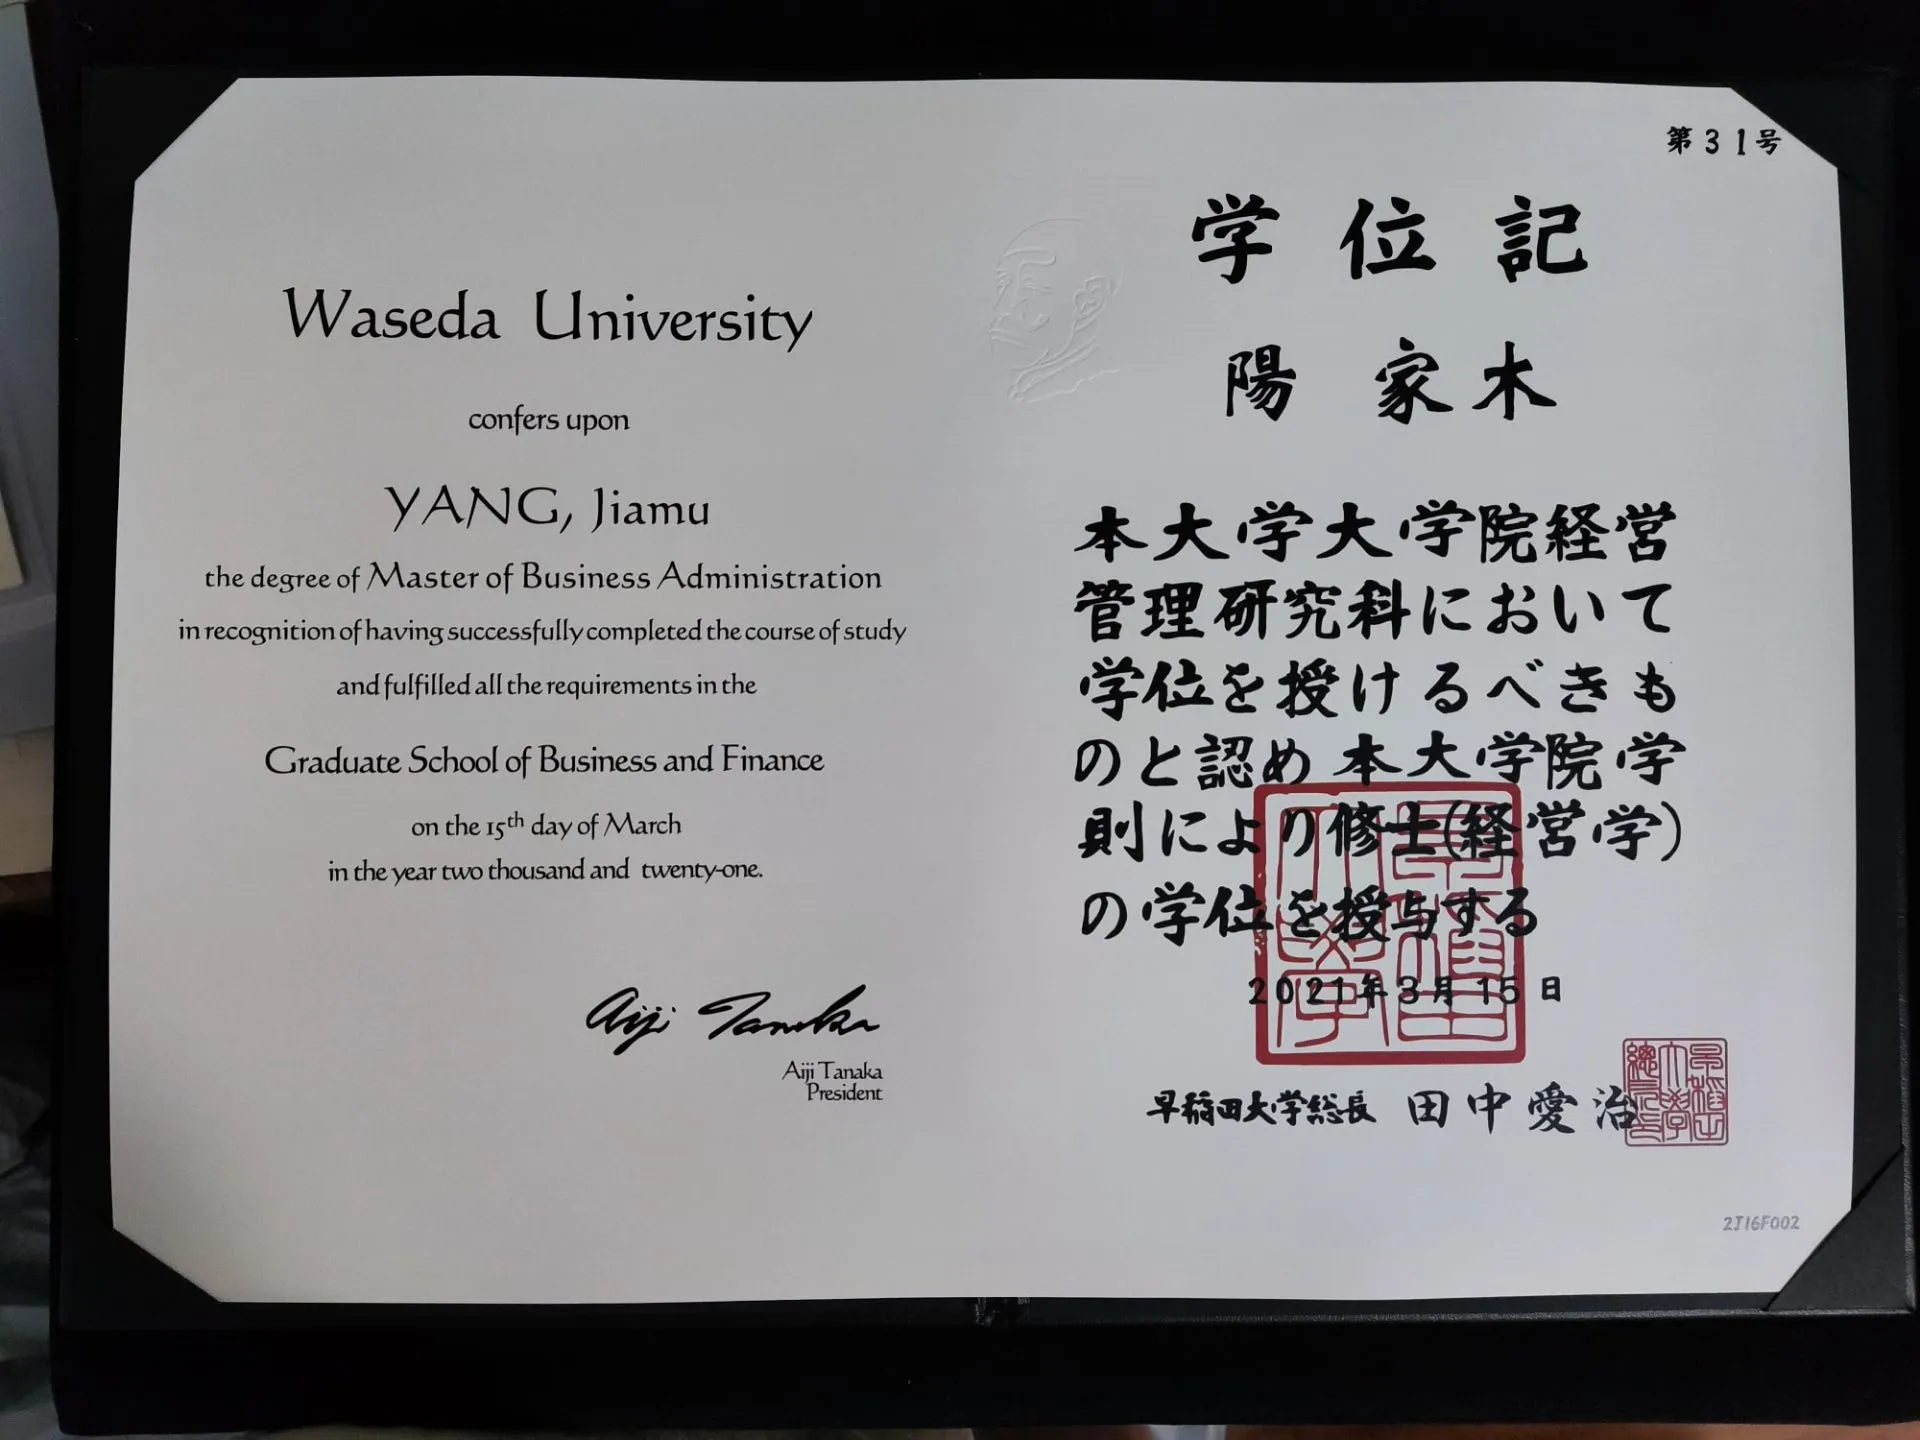 Waseda University
confers upon
YANG, Jiamu
the degree of Master of Business Administration
in recognition of having successfully completed the course of study
and fulfilled all the requirements in the
Graduate School of Business and Finance
on the 15th day of March
in the year two thousand and twenty-one.
Aiji Tanaka
Aiji Tanaka
President
第31号
学位記
陽 家木
本大学大学院経営
管理研究科において
学位を授けるべきも
のと認め本大学院学
則により修士(経営学)
の学位を授与する
2021年3月15日
早稲田大学総長 田中愛治
2J16F002